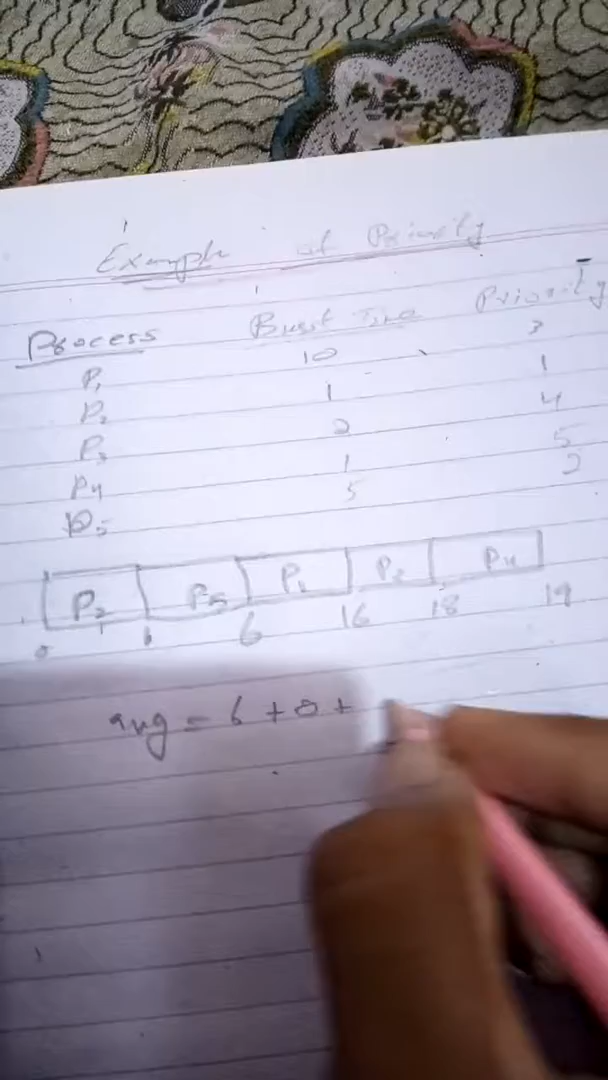 Example of Priority
Process Burst Time Priority
P1 10 3
P2 1 1
P3 2 4
P4 1 5
P5 5 2
P2 P5 P1 P4
0 1 6 16 18 19
avg = 6 + 0 +